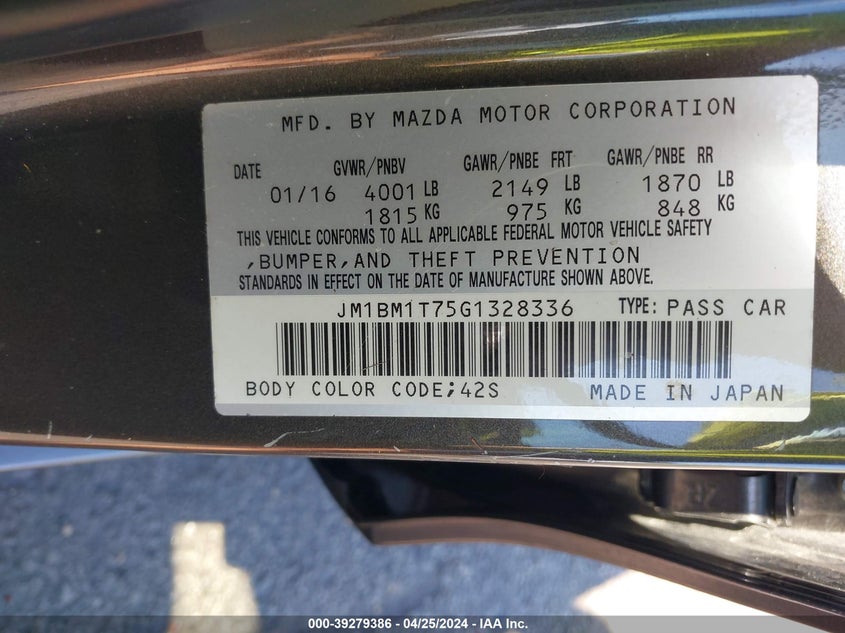 MFD. BY MAZDA MOTOR CORPORATION
DATE GVWR/PNBV GAWR/PNBE FRT GAWR/PNBE RR
01/16 4001 LB 2149 LB 1870 LB
1815 KG 975 KG 848 KG
THIS VEHICLE CONFORMS TO ALL APPLICABLE FEDERAL MOTOR VEHICLE SAFETY
,BUMPER,AND THEFT PREVENTION
STANDARDS IN EFFECT ON THE DATE OF MANUFACTURE SHOWN ABOVE.
JM1BM1T75G1328336 TYPE: PASS CAR
BODY COLOR CODE;42S MADE IN JAPAN
000-39279386 - 04/25/2024 - IAA Inc.